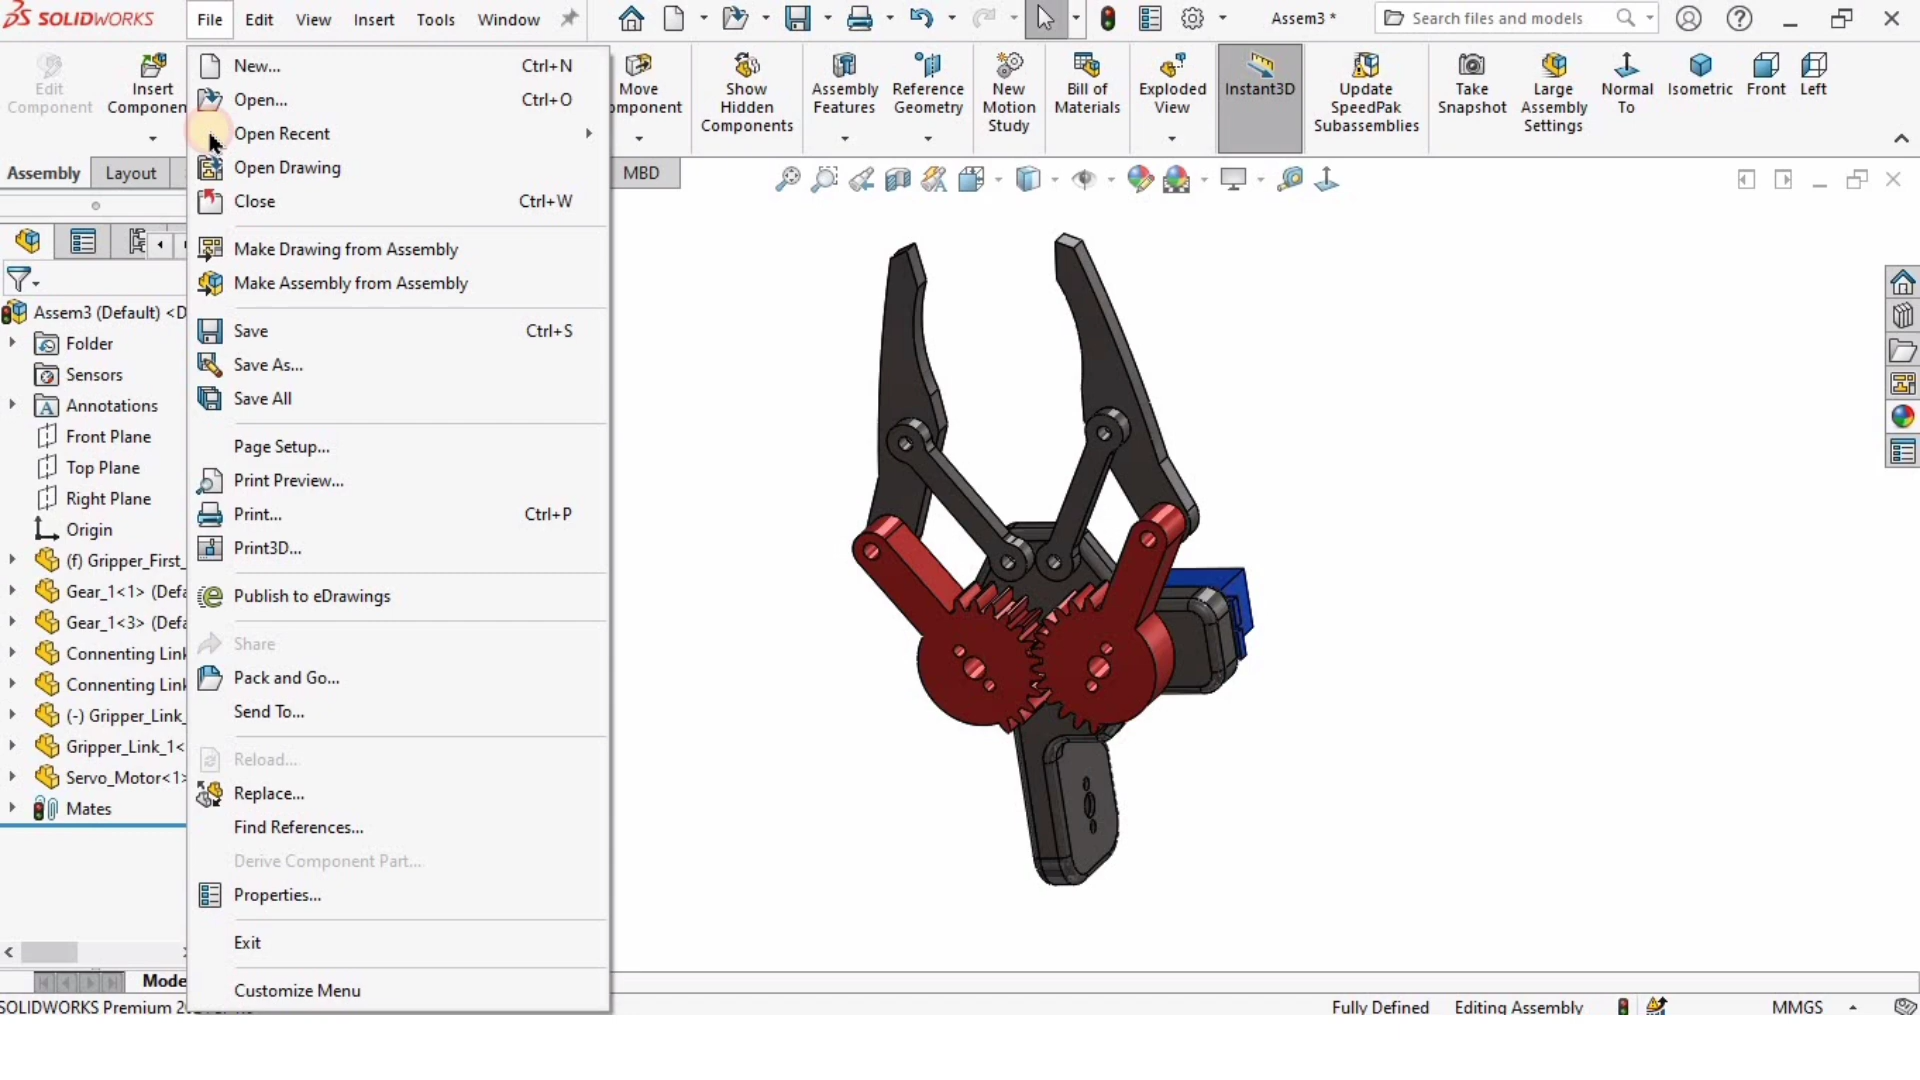 SOLIDWORKS
File Edit View Insert Tools Window
Assem3 *
Search files and models
Edit Component
Insert
Move
Show Hidden Components
Assembly Features
Reference Geometry
New Motion Study
Bill of Materials
Exploded View
Instant3D
Update SpeedPak Subassemblies
Take Snapshot
Large Assembly Settings
Normal To
Isometric
Front
Left
Assembly
Layout
MBD
New... Ctrl+N
Open... Ctrl+O
Open Recent
Open Drawing
Close Ctrl+W
Make Drawing from Assembly
Make Assembly from Assembly
Save Ctrl+S
Save As...
Save All
Page Setup...
Print Preview...
Print... Ctrl+P
Print3D...
Publish to eDrawings
Share
Pack and Go...
Send To...
Reload...
Replace...
Find References...
Derive Component Part...
Properties...
Exit
Customize Menu
Assem3 (Default) <D
Folder
Sensors
Annotations
Front Plane
Top Plane
Right Plane
Origin
(f) Gripper_First_
Gear_1<1> (Defa
Gear_1<3> (Defa
Connenting Link
Connenting Link
(-) Gripper_Link_
Gripper_Link_1<
Servo_Motor<1>
Mates
Mode
SOLIDWORKS Premium
Fully Defined
Editing Assembly
MMGS